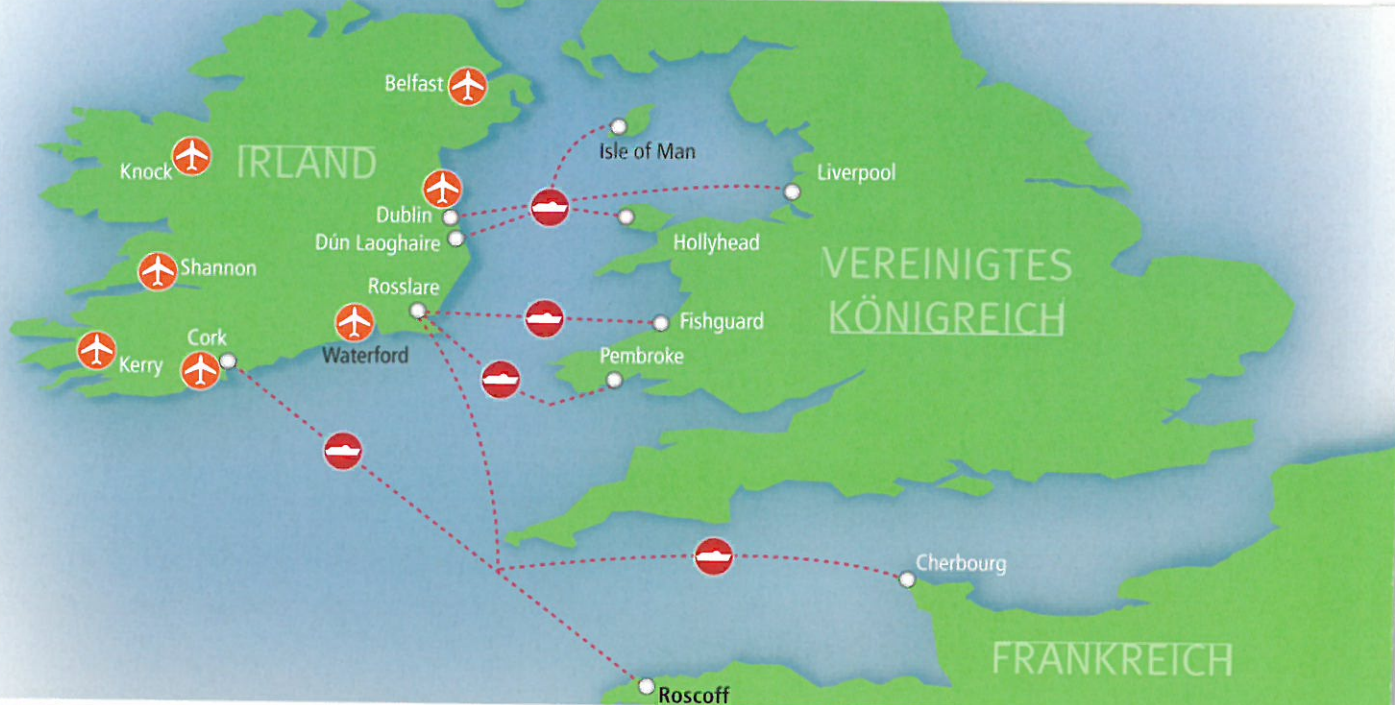 Belfast
Knock
IRLAND
Isle of Man
Liverpool
Dublin
Dún Laoghaire
Hollyhead
Shannon
VEREINIGTES
KÖNIGREICH
Rosslare
Fishguard
Cork
Waterford
Pembroke
Kerry
Cherbourg
FRANKREICH
Roscoff